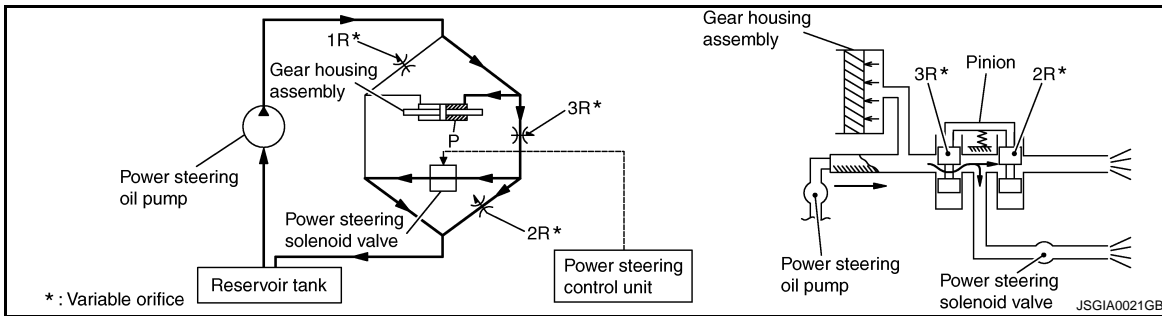 1R*
Gear housing
assembly
3R*
P
Power steering
oil pump
Power steering
solenoid valve
2R*
Reservoir tank
Power steering
control unit
* : Variable orifice
Gear housing
assembly
Pinion
3R*
2R*
Power steering
oil pump
Power steering
solenoid valve
JSGIA0021GB